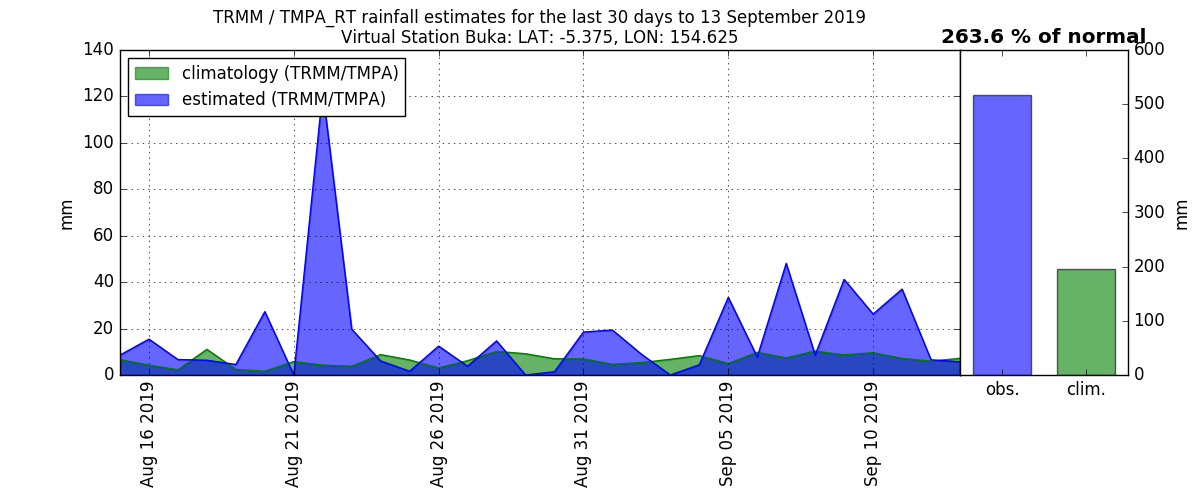 TRMM / TMPA_RT rainfall estimates for the last 30 days to 13 September 2019
Virtual Station Buka: LAT: -5.375, LON: 154.625
263.6 % of normal
climatology (TRMM/TMPA)
estimated (TRMM/TMPA)
mm
140
120
100
80
60
40
20
0
Aug 16 2019
Aug 21 2019
Aug 26 2019
Aug 31 2019
Sep 05 2019
Sep 10 2019
600
500
400
300
200
100
0
mm
obs.
clim.